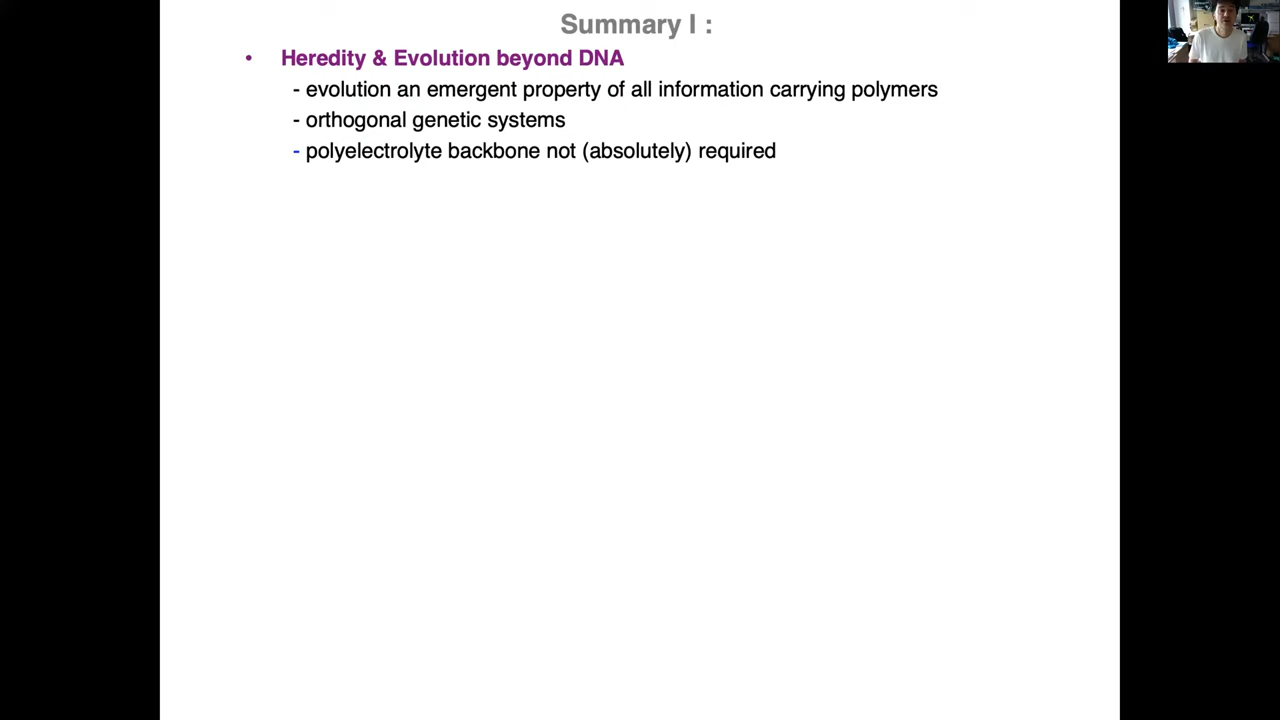 Summary I :
• Heredity & Evolution beyond DNA
- evolution an emergent property of all information carrying polymers
- orthogonal genetic systems
- polyelectrolyte backbone not (absolutely) required